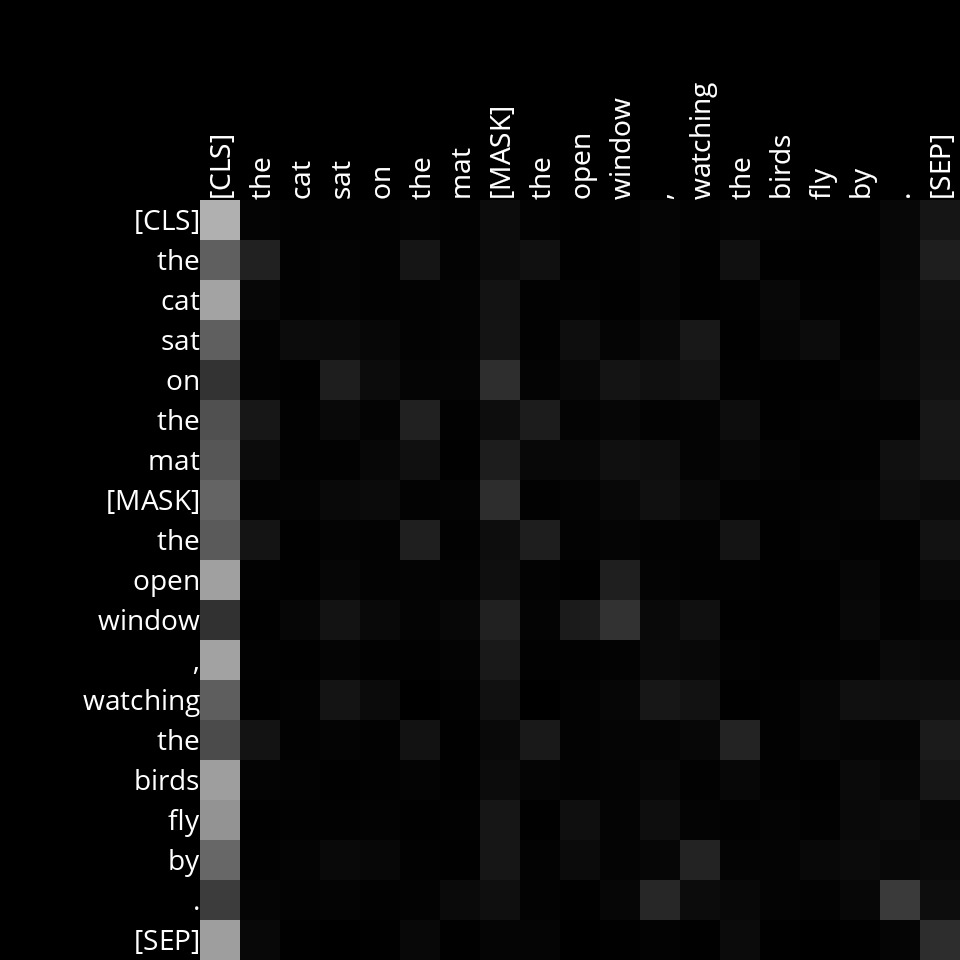 [CLS] the cat sat on the mat [MASK] the open window , watching the birds fly by . [SEP]
[CLS]
the
cat
sat
on
the
mat
[MASK]
the
open
window
,
watching
the
birds
fly
by
.
[SEP]